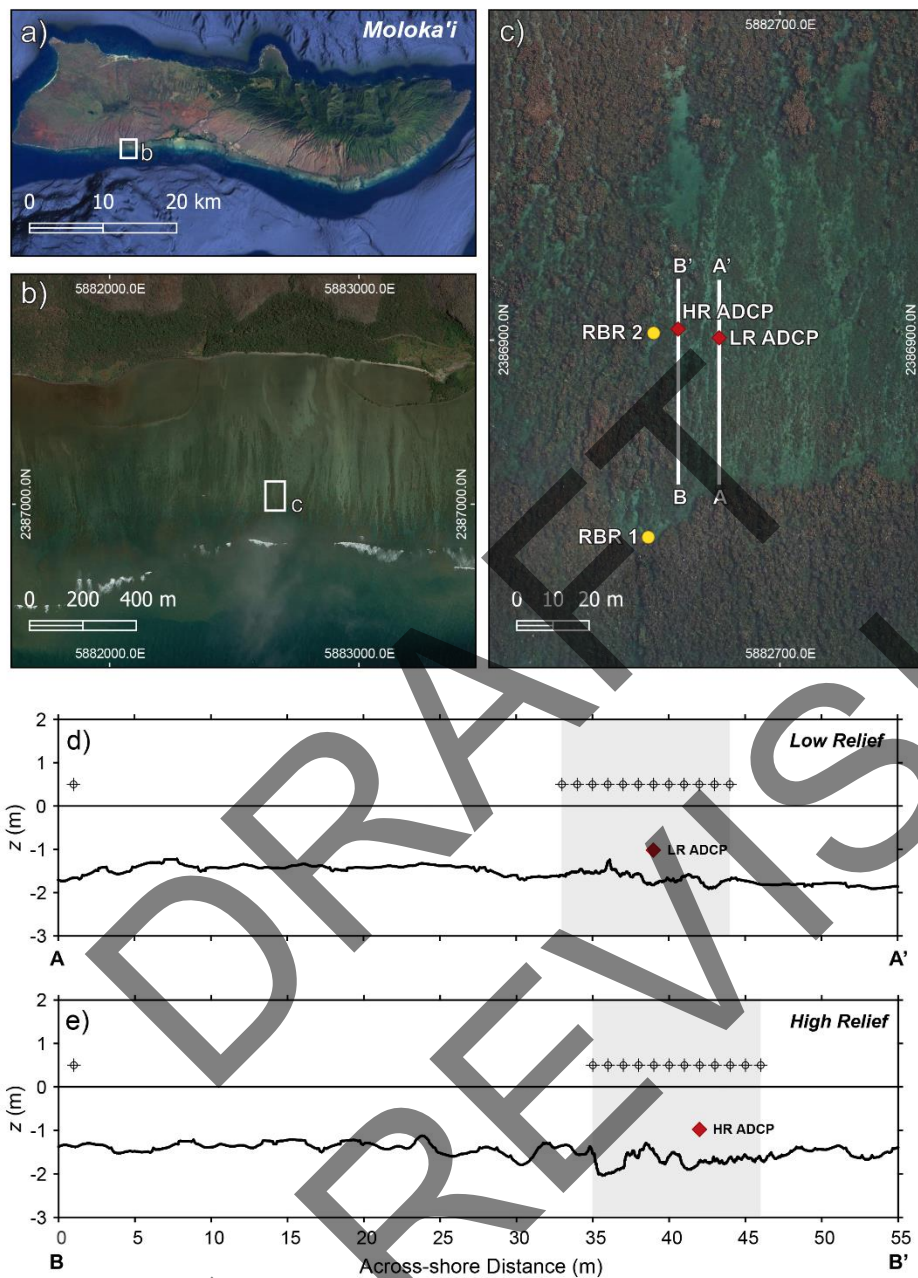 a)
Moloka'i
b
0 10 20 km
b)
5882000.0E 5883000.0E
2387000.0N
2387000.0N
c
0 200 400 m
5882000.0E 5883000.0E
c)
5882700.0E
2386900.0N
2386900.0N
B' A'
HR ADCP
RBR 2
LR ADCP
B A
RBR 1
0 10 20 m
5882700.0E
d)
Low Relief
2
1
0
-1
-2
-3
z (m)
LR ADCP
A A'
e)
High Relief
2
1
0
-1
-2
-3
z (m)
HR ADCP
0 5 10 15 20 25 30 35 40 45 50 55
B Across-shore Distance (m) B'
DRAFT